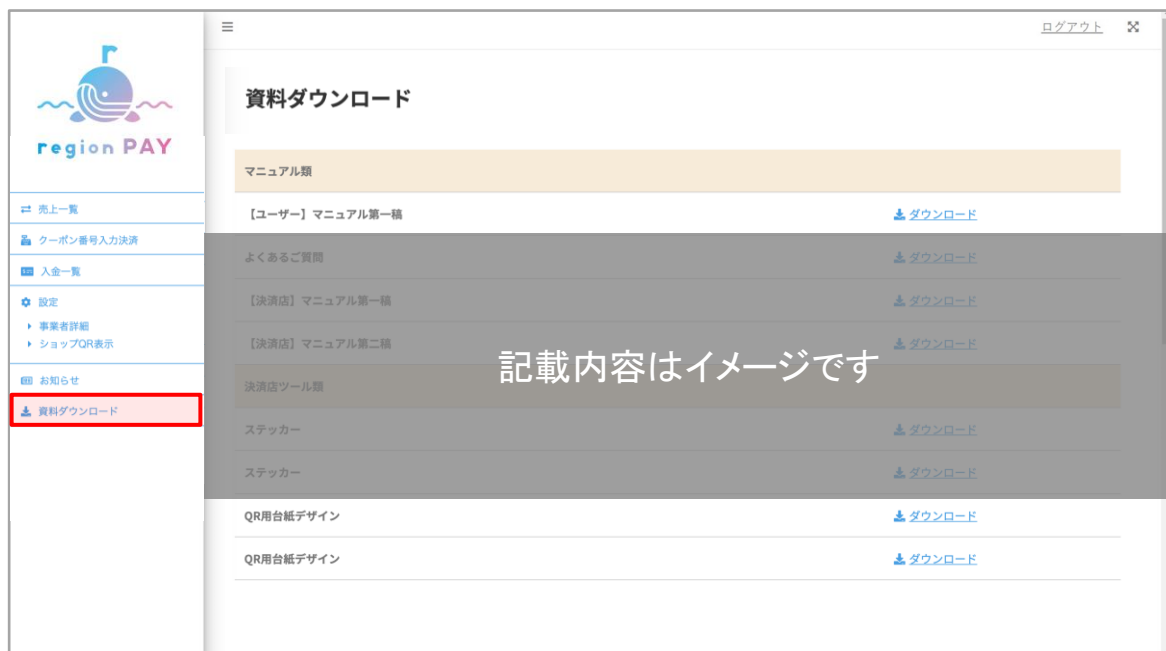 ログアウト
region PAY
売上一覧
クーポン番号入力決済
入金一覧
設定
事業者詳細
ショップQR表示
お知らせ
資料ダウンロード
資料ダウンロード
マニュアル類
【ユーザー】マニュアル第一稿 ダウンロード
よくあるご質問 ダウンロード
【決済店】マニュアル第一稿 ダウンロード
【決済店】マニュアル第二稿 ダウンロード
記載内容はイメージです
決済店ツール類
ステッカー ダウンロード
ステッカー ダウンロード
QR用台紙デザイン ダウンロード
QR用台紙デザイン ダウンロード